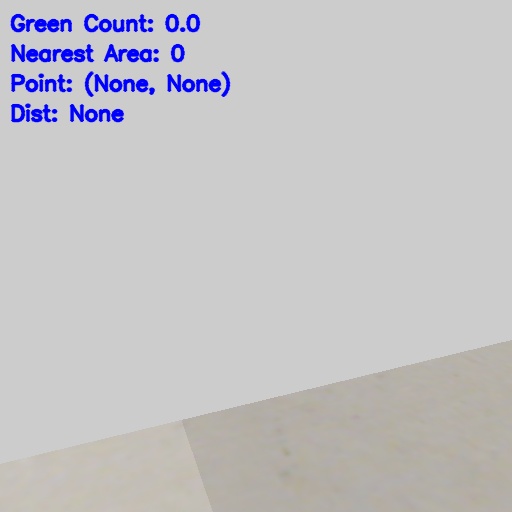 Green Count: 0.0
Nearest Area: 0
Point: (None, None)
Dist: None